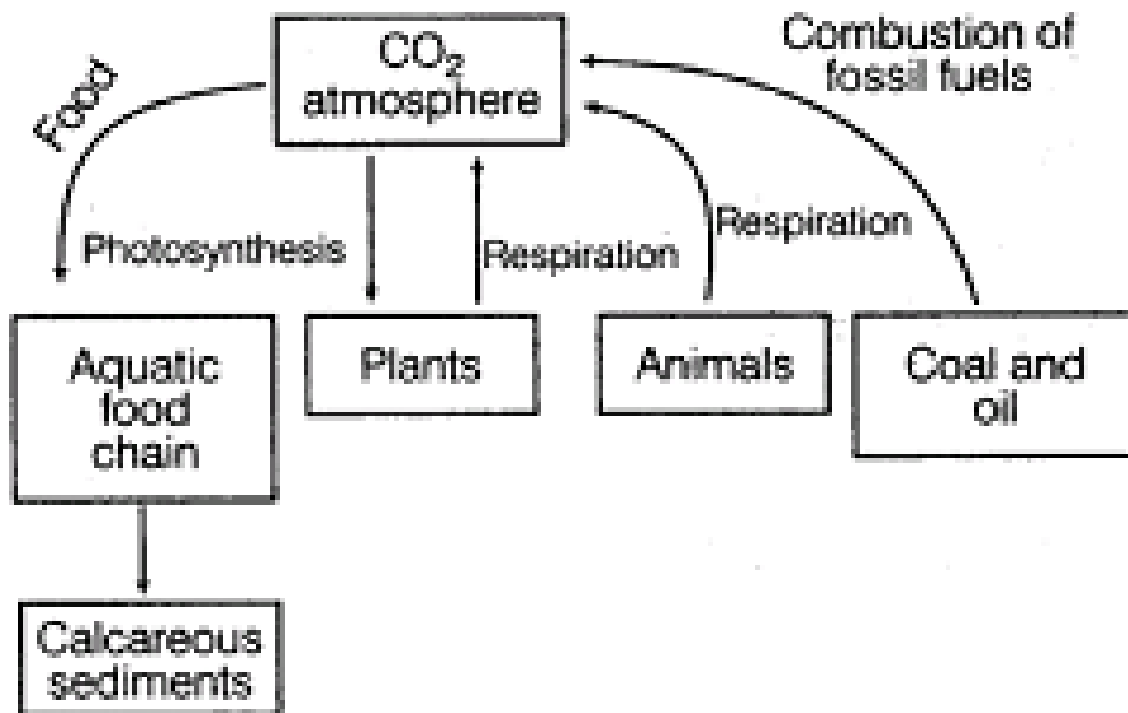 CO₂
atmosphere
Combustion of
fossil fuels
Food
Photosynthesis
Respiration
Respiration
Aquatic
food
chain
Plants
Animals
Coal and
oil
Calcareous
sediments